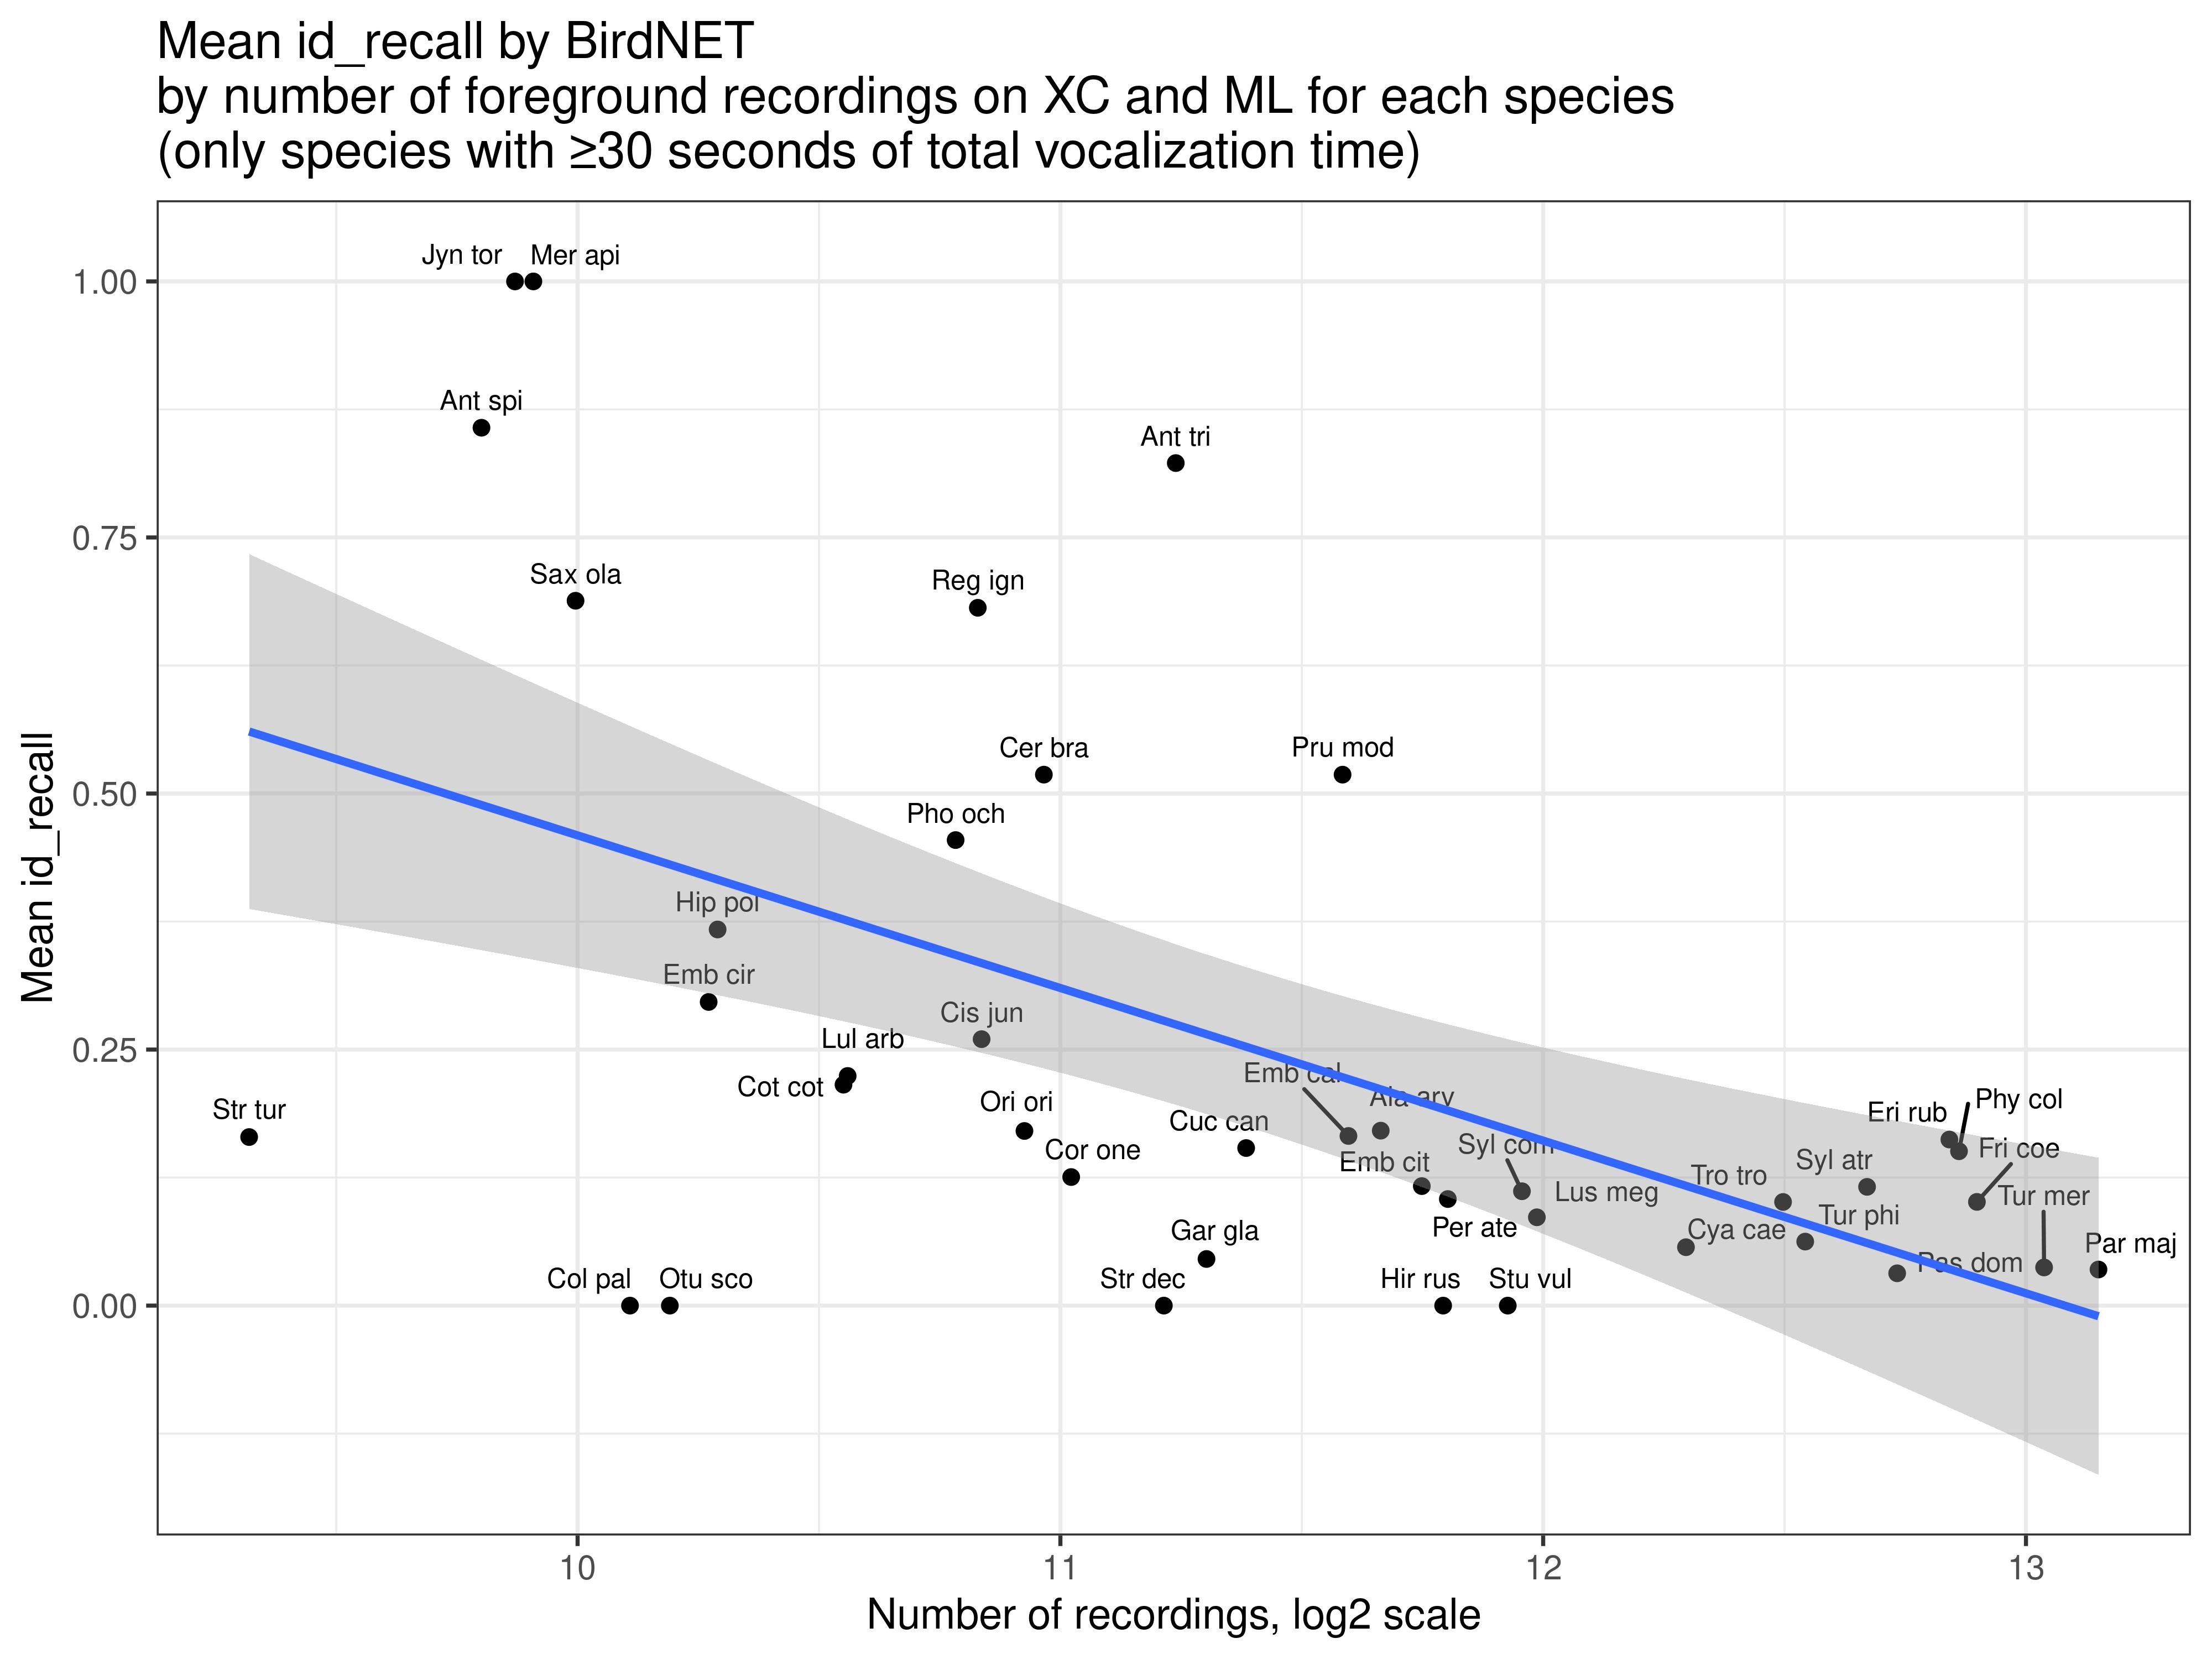 Mean id_recall by BirdNET
by number of foreground recordings on XC and ML for each species
(only species with ≥30 seconds of total vocalization time)
Jyn tor
Mer api
1.00
Ant spi
Ant tri
0.75
Sax ola
Reg ign
Cer bra
Pru mod
0.50
Pho och
Hip pol
Emb cir
Cis jun
Lul arb
0.25
Cot cot
Emb cal
Ala arv
Str tur
Ori ori
Cuc can
Cor one
Emb cit
Syl com
Lus meg
Per ate
Eri rub
Phy col
Fri coe
Syl atr
Tro tro
Tur mer
Tur phi
Cya cae
Pas dom
Par maj
Gar gla
Col pal
Otu sco
Str dec
Hir rus
Stu vul
0.00
Mean id_recall
10
11
12
13
Number of recordings, log2 scale